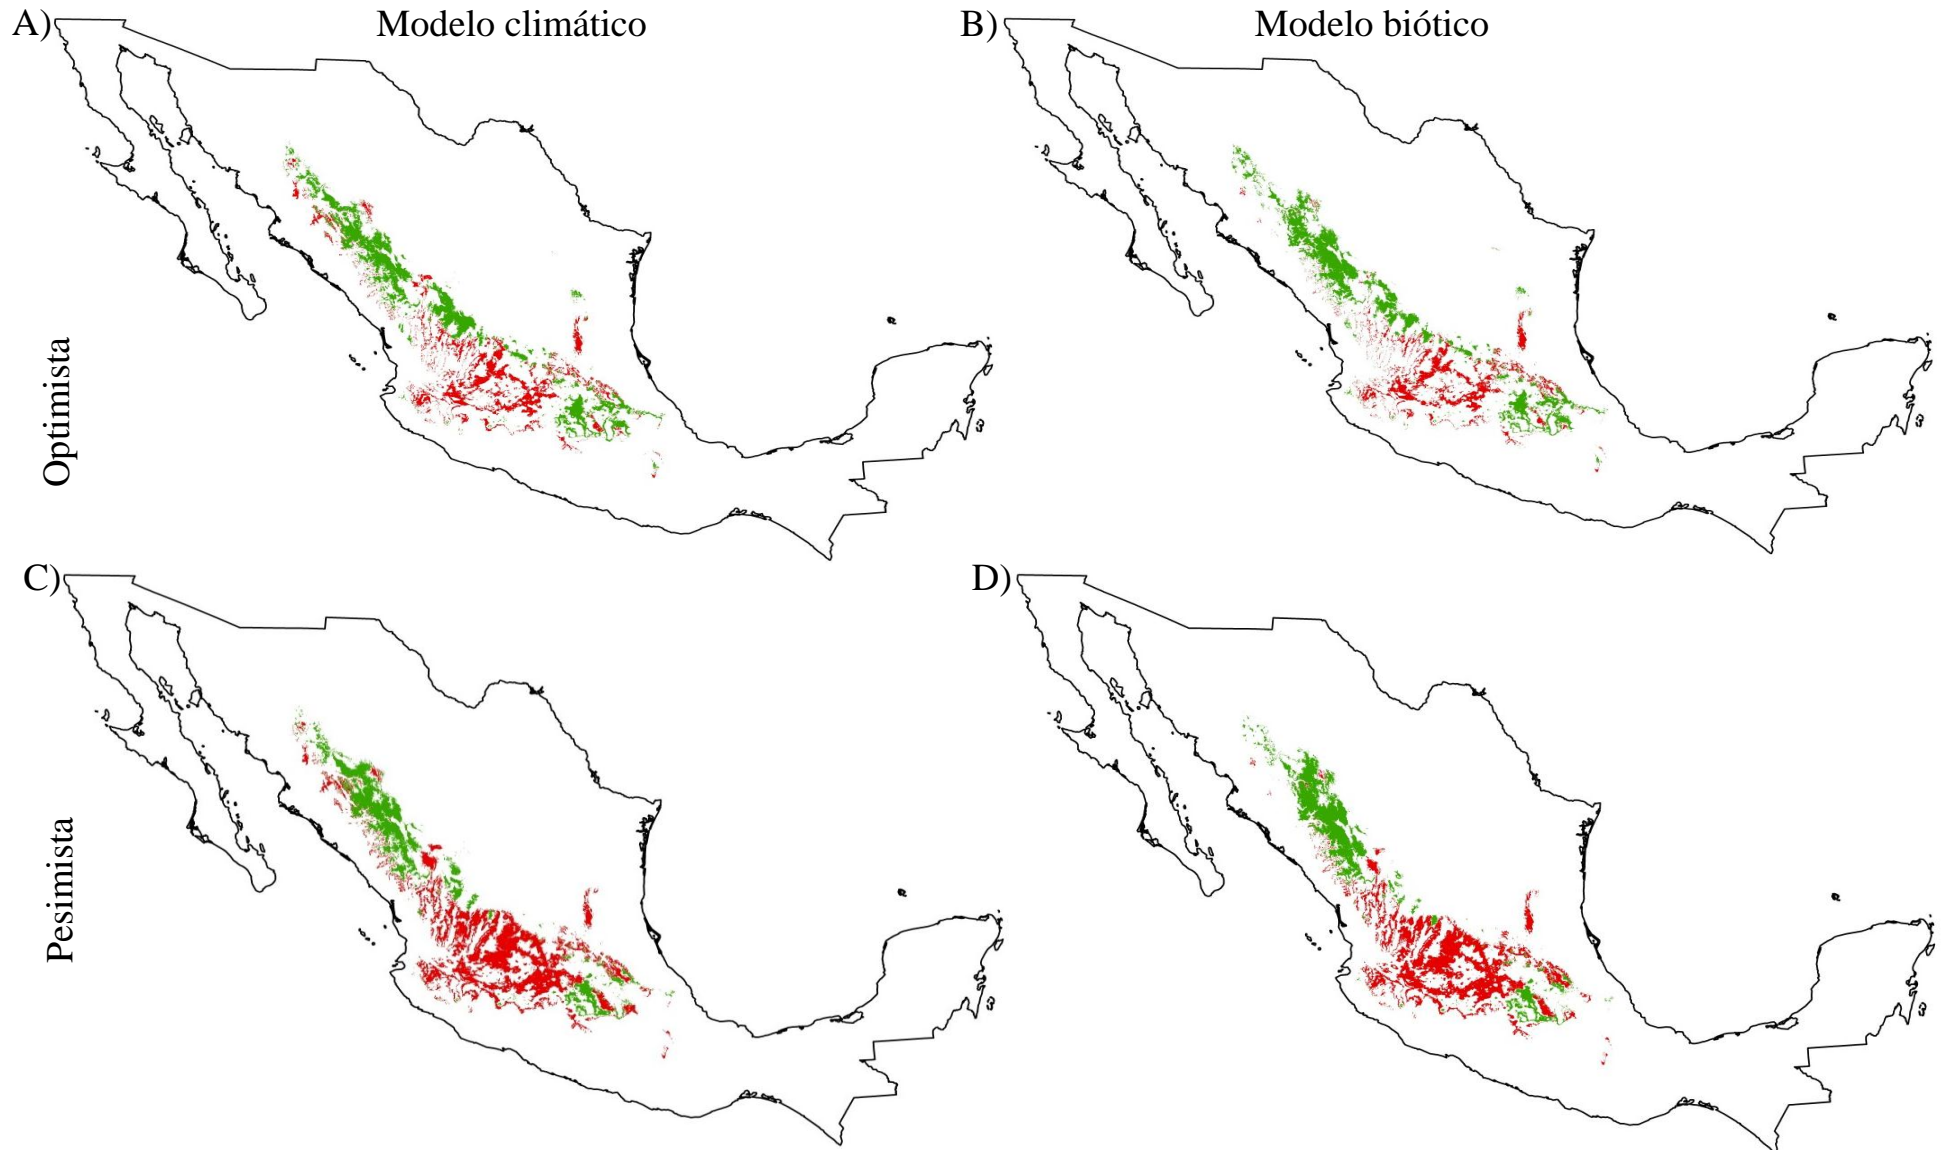 A)
Modelo climático
B)
Modelo biótico
Optimista
C)
D)
Pesimista